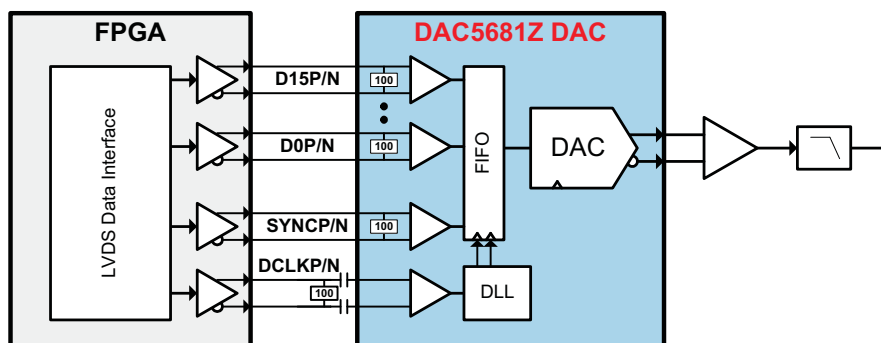 FPGA
DAC5681Z DAC
LVDS Data Interface
D15P/N
100
D0P/N
100
SYNCP/N
100
DCLKP/N
100
FIFO
DLL
DAC